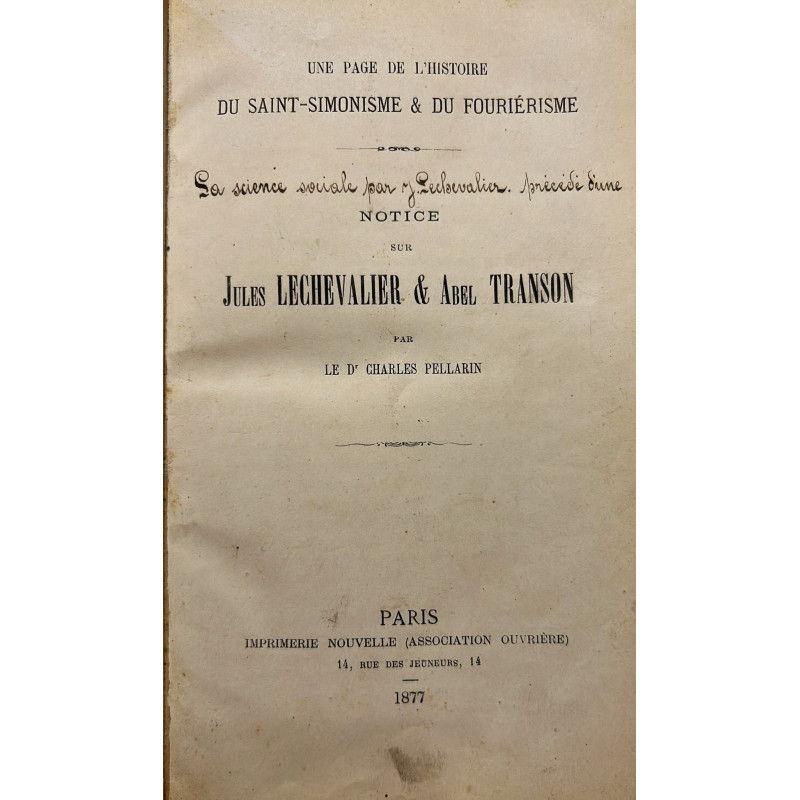 UNE PAGE DE L'HISTOIRE
DU SAINT-SIMONISME & DU FOURIÉRISME
La science sociale par J. Lechevalier. précédé d'une
NOTICE
SUR
JULES LECHEVALIER & ABEL TRANSON
PAR
LE Dr CHARLES PELLARIN
PARIS
IMPRIMERIE NOUVELLE (ASSOCIATION OUVRIÈRE)
14, RUE DES JEUNEURS, 14
1877